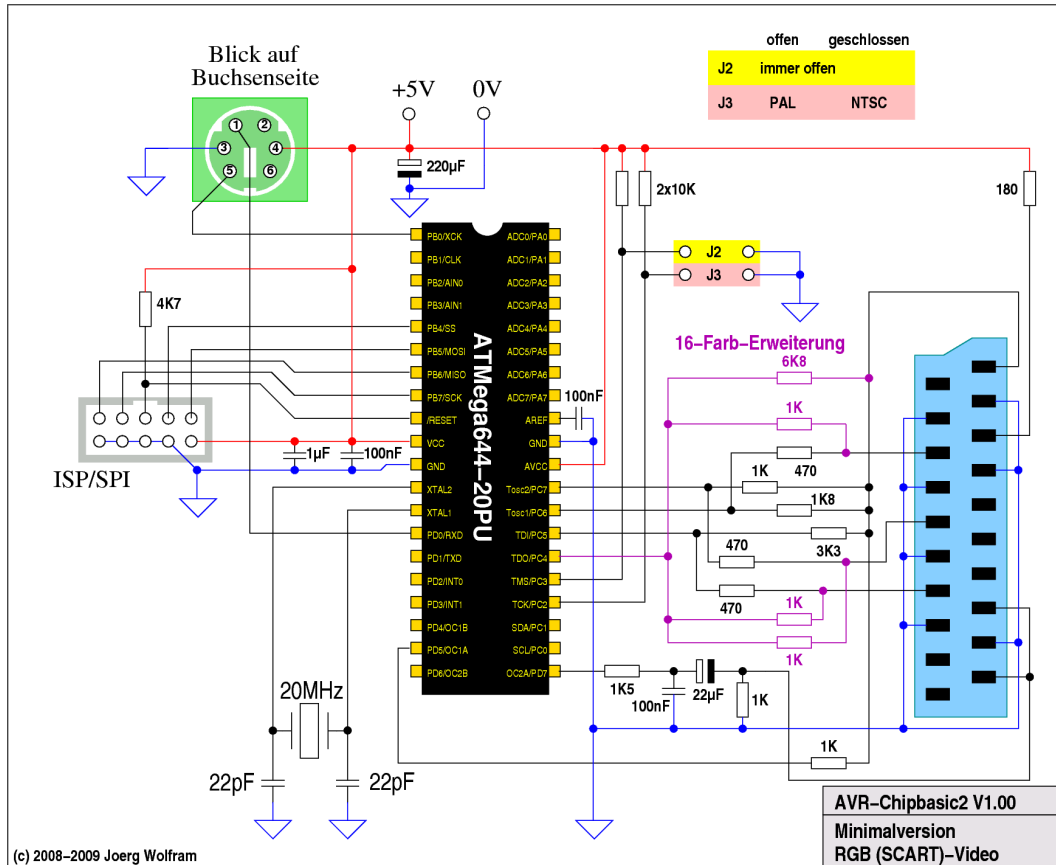 Blick auf
Buchsenseite
1
2
3
4
5
6
+5V
0V
offen geschlossen
J2 immer offen
J3 PAL NTSC
220µF
2x10K
180
J2
J3
4K7
16-Farb-Erweiterung
6K8
1K
470
1K
1K8
3K3
470
470
1K
1K
100nF
ISP/SPI
1µF
100nF
ATMega644-20PU
PB0/XCK
PB1/CLK
PB2/AIN0
PB3/AIN1
PB4/SS
PB5/MOSI
PB6/MISO
PB7/SCK
/RESET
VCC
GND
XTAL2
XTAL1
PD0/RXD
PD1/TXD
PD2/INT0
PD3/INT1
PD4/OC1B
PD5/OC1A
PD6/OC2B
ADC0/PA0
ADC1/PA1
ADC2/PA2
ADC3/PA3
ADC4/PA4
ADC5/PA5
ADC6/PA6
ADC7/PA7
AREF
GND
AVCC
Tosc2/PC7
Tosc1/PC6
TDI/PC5
TDO/PC4
TMS/PC3
TCK/PC2
SDA/PC1
SCL/PC0
OC2A/PD7
1K5
100nF
22µF
1K
1K
20MHz
22pF
22pF
AVR-Chipbasic2 V1.00
Minimalversion
RGB (SCART)-Video
(c) 2008-2009 Joerg Wolfram